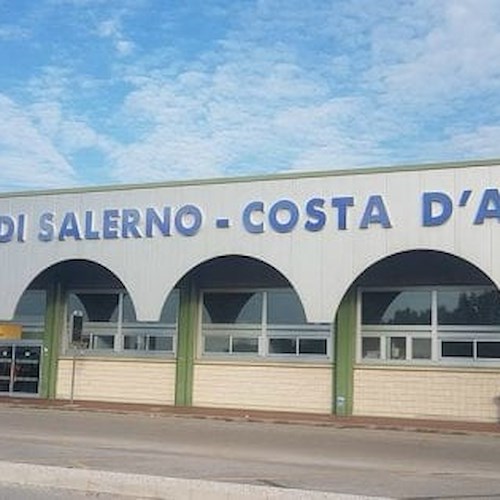 DI SALERNO - COSTA D'A